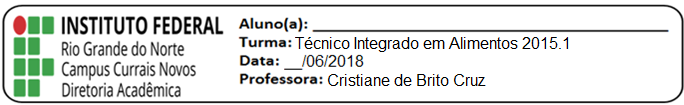 INSTITUTO FEDERAL
Rio Grande do Norte
Campus Currais Novos
Diretoria Acadêmica
Aluno(a): ___________________________________________
Turma: Técnico Integrado em Alimentos 2015.1
Data: __/06/2018
Professora: Cristiane de Brito Cruz